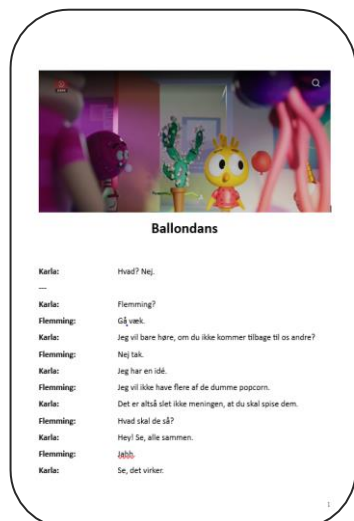 Ballondans
Karla: Hvad? Nej.
—
Karla: Flemming?
Flemming: Gå væk.
Karla: Jeg vil bare høre, om du ikke kommer tilbage til os andre?
Flemming: Nej tak.
Karla: Jeg har en idé.
Flemming: Jeg vil ikke have flere af de dumme popcorn.
Karla: Det er altså slet ikke meningen, at du skal spise dem.
Flemming: Hvad skal de så?
Karla: Hey! Se, alle sammen.
Flemming: Jahh.
Karla: Se, det virker.
1